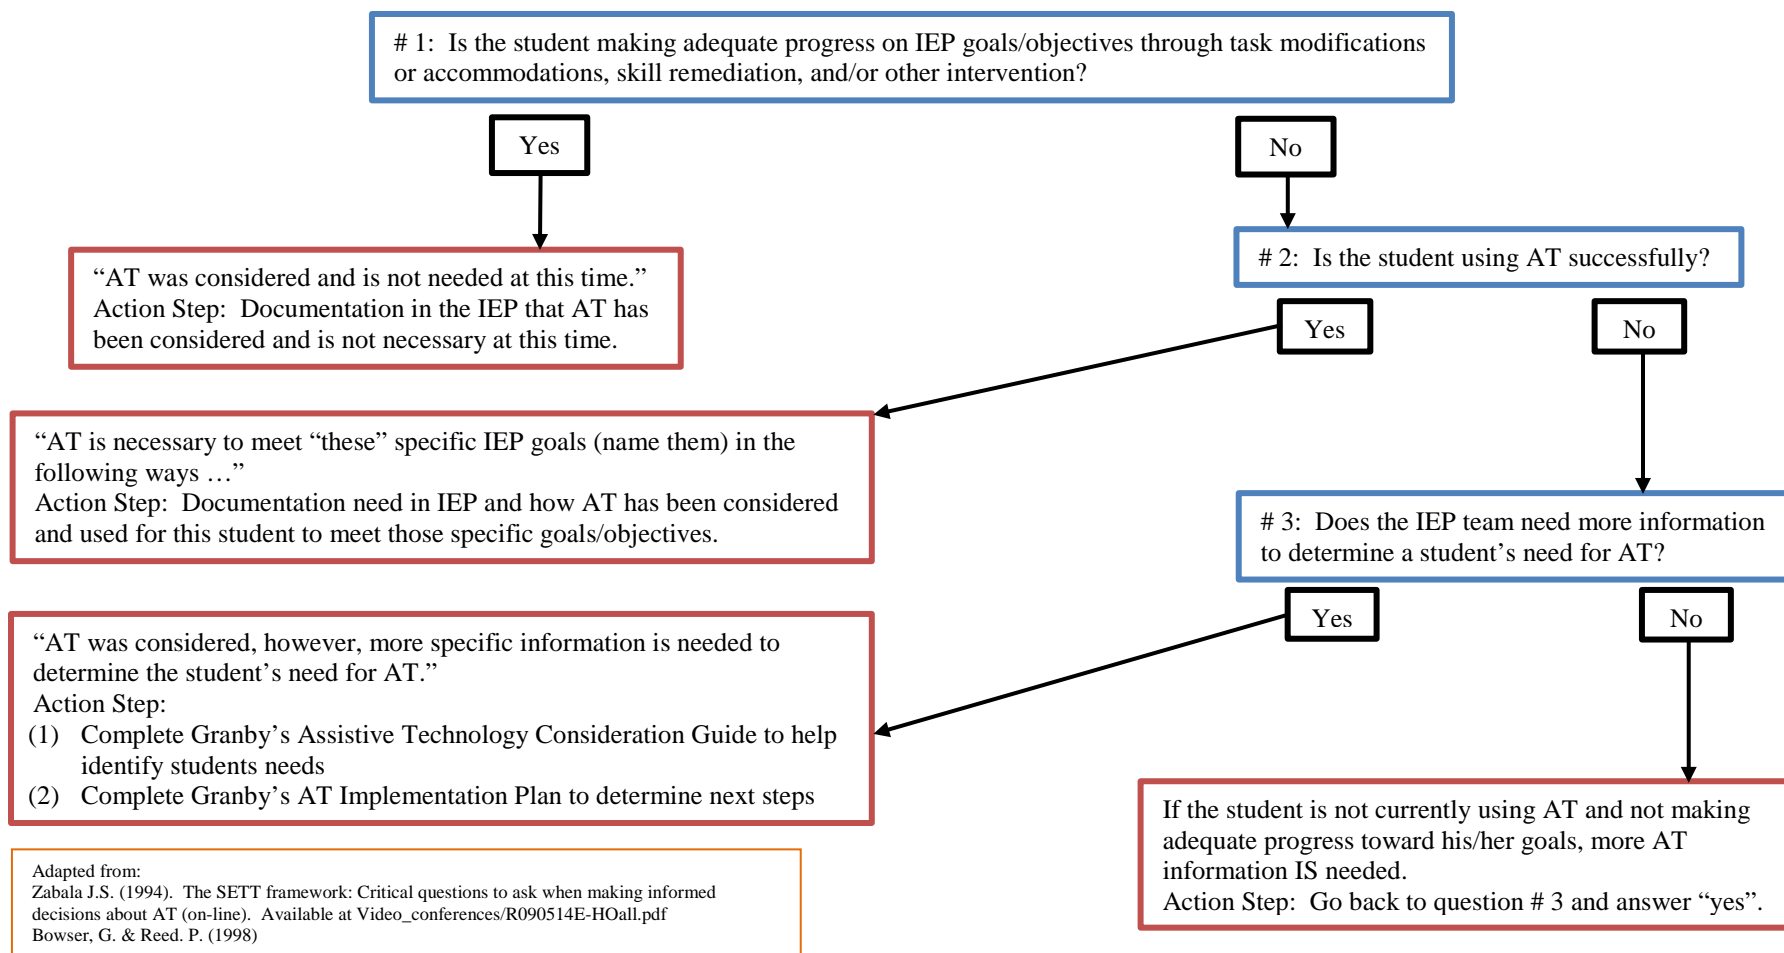 # 1:  Is the student making adequate progress on IEP goals/objectives through task modifications
or accommodations, skill remediation, and/or other intervention?
Yes
No
“AT was considered and is not needed at this time.”
Action Step:  Documentation in the IEP that AT has
been considered and is not necessary at this time.
# 2:  Is the student using AT successfully?
Yes
No
“AT is necessary to meet “these” specific IEP goals (name them) in the
following ways …”
Action Step:  Documentation need in IEP and how AT has been considered
and used for this student to meet those specific goals/objectives.
# 3:  Does the IEP team need more information
to determine a student’s need for AT?
Yes
No
“AT was considered, however, more specific information is needed to
determine the student’s need for AT.”
Action Step:
(1)  Complete Granby’s Assistive Technology Consideration Guide to help
identify students needs
(2)  Complete Granby’s AT Implementation Plan to determine next steps
If the student is not currently using AT and not making
adequate progress toward his/her goals, more AT
information IS needed.
Action Step:  Go back to question # 3 and answer “yes”.
Adapted from:
Zabala J.S. (1994).  The SETT framework: Critical questions to ask when making informed
decisions about AT (on-line).  Available at Video_conferences/R090514E-HOall.pdf
Bowser, G. & Reed. P. (1998)